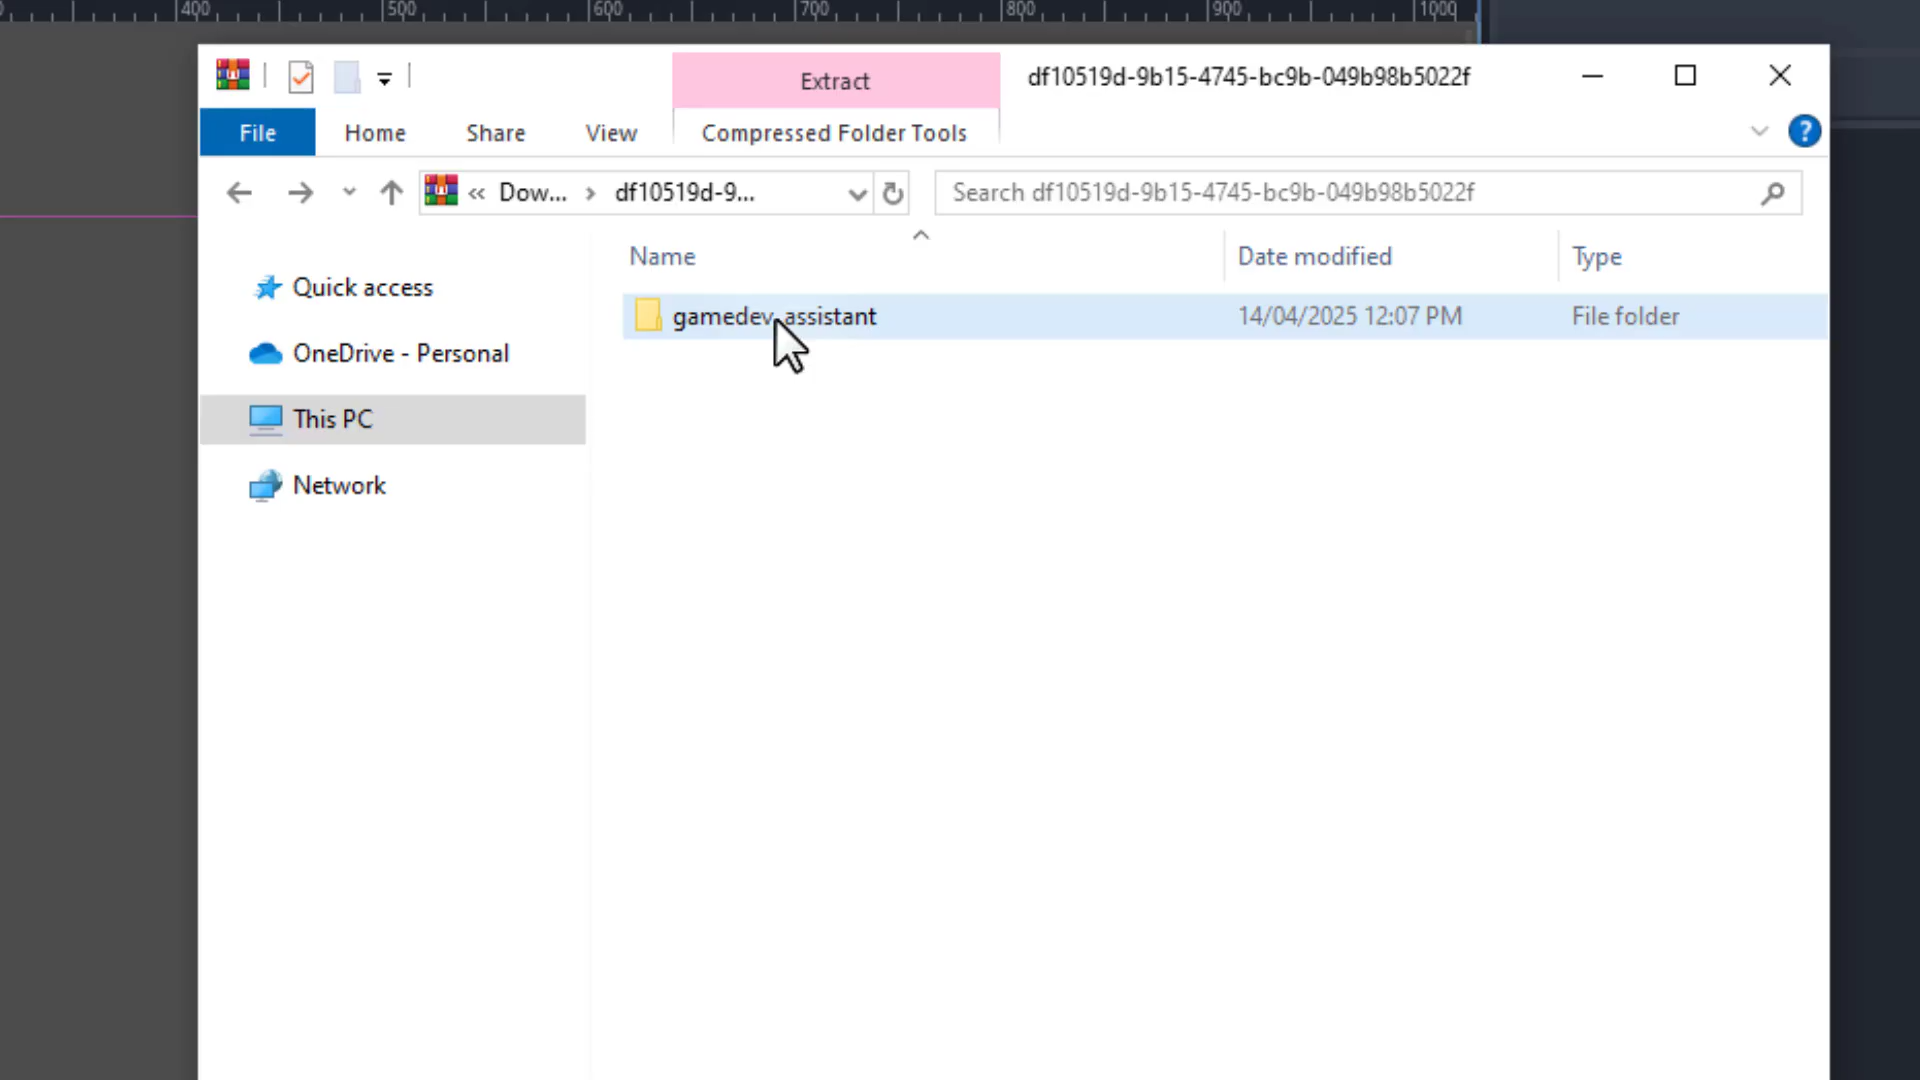 400 500 600 700 800 900 1000
Extract
df10519d-9b15-4745-bc9b-049b98b5022f
File Home Share View Compressed Folder Tools
« Dow... › df10519d-9...
Search df10519d-9b15-4745-bc9b-049b98b5022f
Name Date modified Type
gamedev_assistant 14/04/2025 12:07 PM File folder
Quick access
OneDrive - Personal
This PC
Network